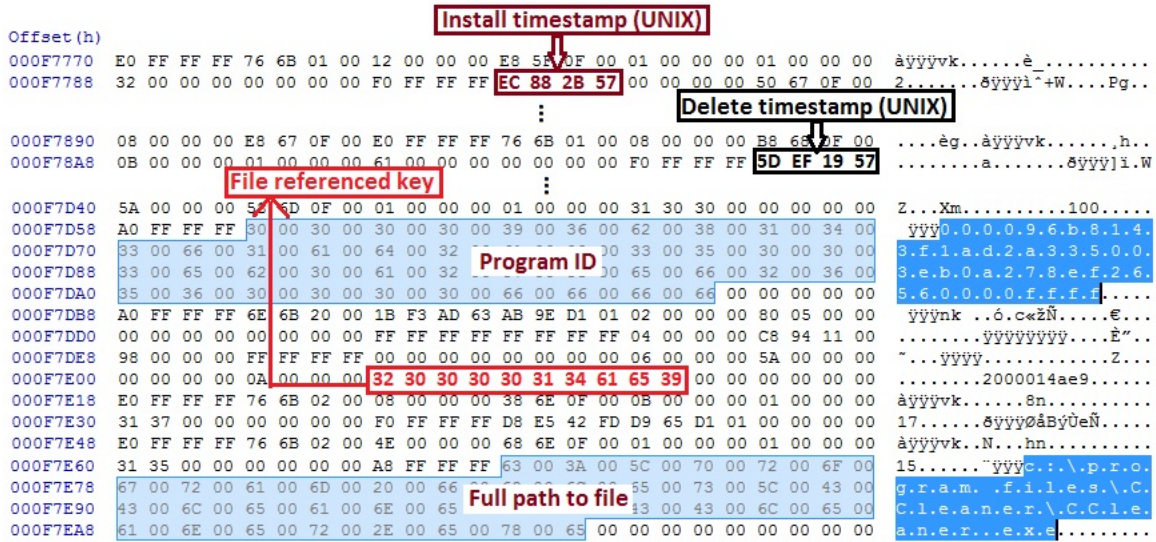 Install timestamp (UNIX)
Offset(h)
000F7770 E0 FF FF FF 76 6B 01 00 12 00 00 00 E8 5F 0F 00 01 00 00 00 01 00 00 00 àÿÿÿvk......è_..........
000F7788 32 00 00 00 00 00 00 00 F0 FF FF FF EC 88 2B 57 00 00 00 00 50 67 0F 00 2.......ðÿÿÿìˆ+W....Pg..
Delete timestamp (UNIX)
000F7890 08 00 00 00 E8 67 0F 00 E0 FF FF FF 76 6B 01 00 08 00 00 00 B8 68 0F 00 ....èg..àÿÿÿvk......¸h..
000F78A8 0B 00 00 00 01 00 00 00 61 00 00 00 00 00 00 00 F0 FF FF FF 5D EF 19 57 ........a.......ðÿÿÿ]ï.W
File referenced key
000F7D40 5A 00 00 00 6D 0F 00 01 00 00 00 01 00 00 00 31 30 30 00 00 00 00 00 Z...Xm..........100.....
000F7D58 A0 FF FF FF 30 00 30 00 30 00 30 00 39 00 36 00 62 00 38 00 31 00 34 00 ÿÿÿ0.0.0.0.9.6.b.8.1.4.
000F7D70 33 00 66 00 31 00 61 00 64 00 32 00 33 00 35 00 30 00 30 00 3.f.1.a.d.2.a.3.3.5.0.0.
Program ID
000F7D88 33 00 65 00 62 00 30 00 61 00 32 00 65 00 66 00 32 00 36 00 3.e.b.0.a.2.7.8.e.f.2.6.
000F7DA0 35 00 36 00 30 00 30 00 30 00 30 00 66 00 66 00 66 00 66 00 00 00 00 00 5.6.0.0.0.0.f.f.f.f.....
000F7DB8 A0 FF FF FF 6E 6B 20 00 1B F3 AD 63 AB 9E D1 01 02 00 00 00 80 05 00 00 ÿÿÿnk ..ó.c«žÑ.....€...
000F7DD0 00 00 00 00 00 00 00 00 FF FF FF FF FF FF FF FF 04 00 00 00 C8 94 11 00 ........ÿÿÿÿÿÿÿÿ....È”..
000F7DE8 98 00 00 00 FF FF FF FF 00 00 00 00 00 00 00 00 06 00 00 00 5A 00 00 00 ˜...ÿÿÿÿ............Z...
000F7E00 00 00 00 00 0A 00 00 00 32 30 30 30 30 31 34 61 65 39 00 00 00 00 00 00 ........2000014ae9......
000F7E18 E0 FF FF FF 76 6B 02 00 08 00 00 00 38 6E 0F 00 0B 00 00 00 01 00 00 00 àÿÿÿvk......8n..........
000F7E30 31 37 00 00 00 00 00 00 F0 FF FF FF D8 E5 42 FD D9 65 D1 01 00 00 00 00 17......ðÿÿÿØåBýÙeÑ.....
000F7E48 E0 FF FF FF 76 6B 02 00 4E 00 00 00 68 6E 0F 00 01 00 00 00 01 00 00 00 àÿÿÿvk..N...hn..........
000F7E60 31 35 00 00 00 00 00 00 A8 FF FF FF 63 00 3A 00 5C 00 70 00 72 00 6F 00 15......¨ÿÿÿc.:.\.p.r.o.
000F7E78 67 00 72 00 61 00 6D 00 20 00 66 00 65 00 73 00 5C 00 43 00 g.r.a.m. .f.i.l.e.s.\.C.
Full path to file
000F7E90 43 00 6C 00 65 00 61 00 6E 00 65 00 43 00 43 00 6C 00 65 00 C.l.e.a.n.e.r.\.C.C.l.e.
000F7EA8 61 00 6E 00 65 00 72 00 2E 00 65 00 78 00 65 00 00 00 00 00 00 00 00 00 a.n.e.r...e.x.e.........